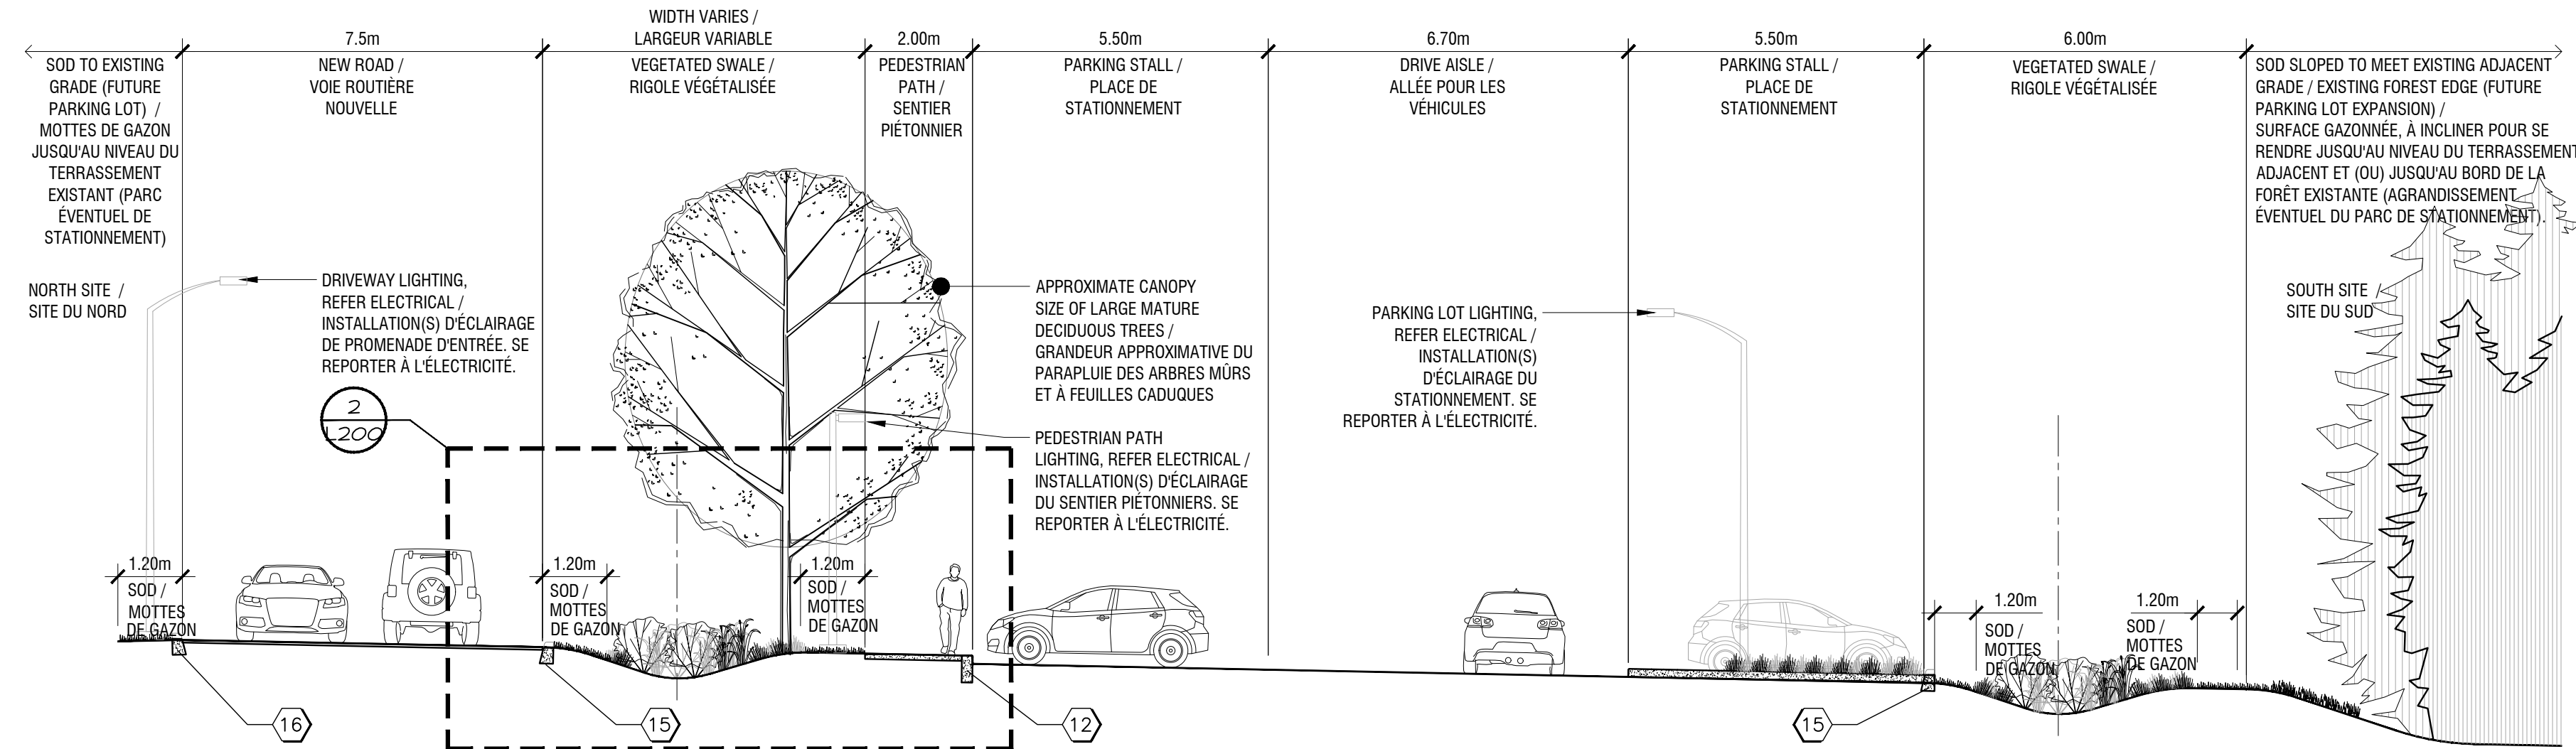 7.5m
WIDTH VARIES /
LARGEUR VARIABLE
2.00m
5.50m
6.70m
5.50m
6.00m
SOD TO EXISTING
GRADE (FUTURE
PARKING LOT) /
MOTTES DE GAZON
JUSQU'AU NIVEAU DU
TERRASSEMENT
EXISTANT (PARC
ÉVENTUEL DE
STATIONNEMENT)
NEW ROAD /
VOIE ROUTIÈRE
NOUVELLE
VEGETATED SWALE /
RIGOLE VÉGÉTALISÉE
PEDESTRIAN
PATH /
SENTIER
PIÉTONNIER
PARKING STALL /
PLACE DE
STATIONNEMENT
DRIVE AISLE /
ALLÉE POUR LES
VÉHICULES
PARKING STALL /
PLACE DE
STATIONNEMENT
VEGETATED SWALE /
RIGOLE VÉGÉTALISÉE
SOD SLOPED TO MEET EXISTING ADJACENT
GRADE / EXISTING FOREST EDGE (FUTURE
PARKING LOT EXPANSION) /
SURFACE GAZONNÉE, À INCLINER POUR SE
RENDRE JUSQU'AU NIVEAU DU TERRASSEMENT
ADJACENT ET (OU) JUSQU'AU BORD DE LA
FORÊT EXISTANTE (AGRANDISSEMENT
ÉVENTUEL DU PARC DE STATIONNEMENT).
NORTH SITE /
SITE DU NORD
DRIVEWAY LIGHTING,
REFER ELECTRICAL /
INSTALLATION(S) D'ÉCLAIRAGE
DE PROMENADE D'ENTRÉE. SE
REPORTER À L'ÉLECTRICITÉ.
APPROXIMATE CANOPY
SIZE OF LARGE MATURE
DECIDUOUS TREES /
GRANDEUR APPROXIMATIVE DU
PARAPLUIE DES ARBRES MÛRS
ET À FEUILLES CADUQUES
PARKING LOT LIGHTING,
REFER ELECTRICAL /
INSTALLATION(S)
D'ÉCLAIRAGE DU
STATIONNEMENT. SE
REPORTER À L'ÉLECTRICITÉ.
SOUTH SITE /
SITE DU SUD
2
L200
PEDESTRIAN PATH
LIGHTING, REFER ELECTRICAL /
INSTALLATION(S) D'ÉCLAIRAGE
DU SENTIER PIÉTONNIERS. SE
REPORTER À L'ÉLECTRICITÉ.
1.20m
SOD /
MOTTES
DE GAZON
1.20m
SOD /
MOTTES
DE GAZON
1.20m
SOD /
MOTTES
DE GAZON
1.20m
SOD /
MOTTES
DE GAZON
1.20m
SOD /
MOTTES
DE GAZON
16
15
12
15